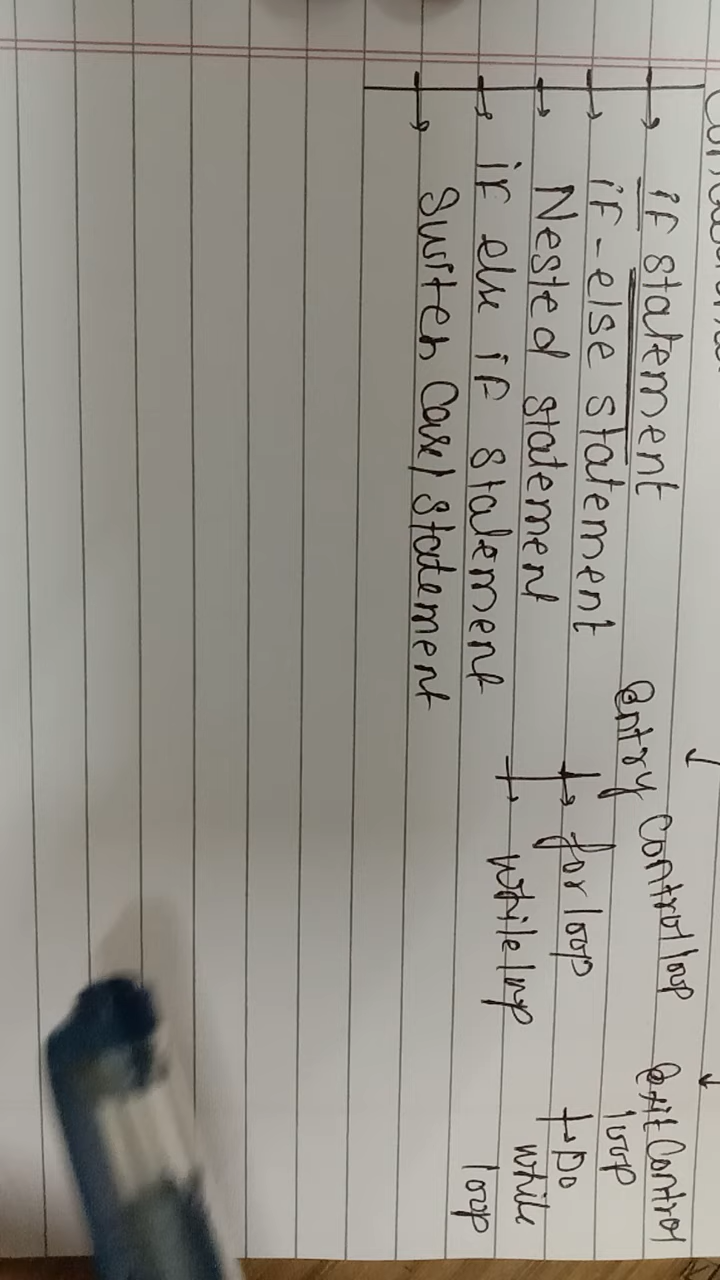 if statement
if-else statement
Nested statement
if else if statement
Switch Case/statement
entry Control loop
for loop
while loop
exit Control
loop
Do
while
loop